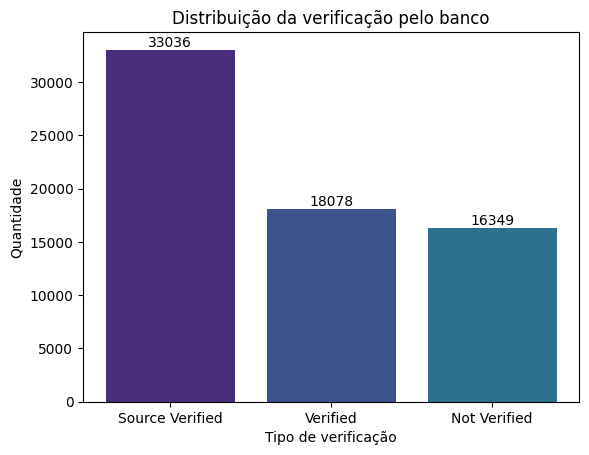 Distribuição da verificação pelo banco
33036
18078
16349
Quantidade
30000
25000
20000
15000
10000
5000
0
Source Verified
Verified
Not Verified
Tipo de verificação